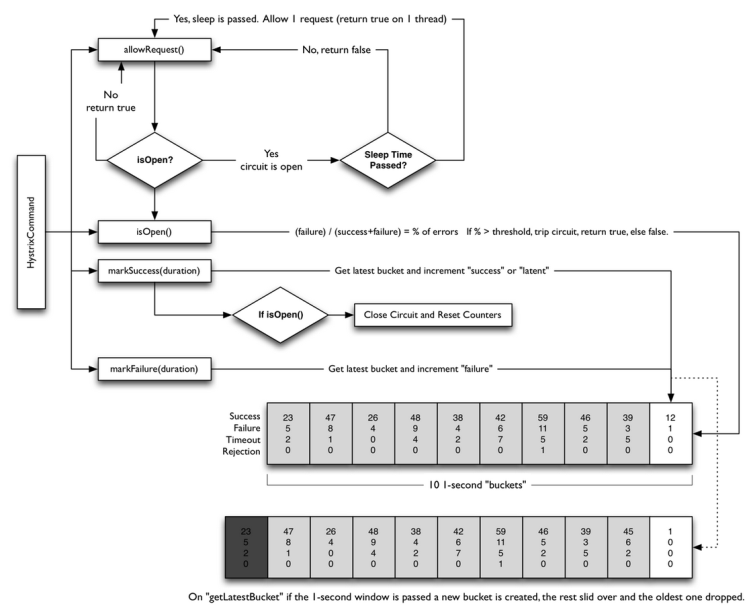 Yes, sleep is passed. Allow 1 request (return true on 1 thread)
allowRequest()
No, return false
No
return true
isOpen?
Yes
circuit is open
Sleep Time
Passed?
HystrixCommand
isOpen()
(failure) / (success+failure) = % of errors   If % > threshold, trip circuit, return true, else false.
markSuccess(duration)
Get latest bucket and increment "success" or "latent"
If isOpen()
Close Circuit and Reset Counters
markFailure(duration)
Get latest bucket and increment "failure"
Success 23 47 26 48 38 42 59 46 39 12
Failure 5 8 4 9 4 6 11 5 3 1
Timeout 2 1 0 4 2 7 5 2 5 0
Rejection 0 0 0 0 0 0 1 0 0 0
10 1-second "buckets"
23 47 26 48 38 42 59 46 39 45 1
5 8 4 9 4 6 11 5 3 6 0
2 1 0 4 2 7 5 2 5 2 0
0 0 0 0 0 0 1 0 0 0 0
On "getLatestBucket" if the 1-second window is passed a new bucket is created, the rest slid over and the oldest one dropped.